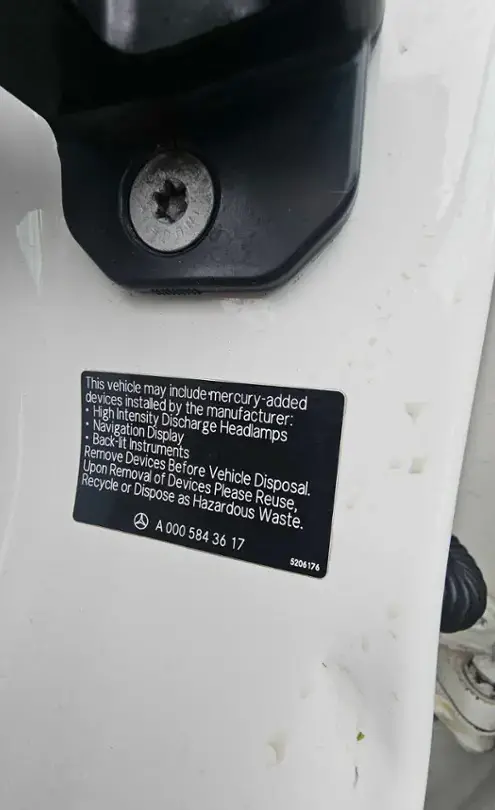 This vehicle may include mercury-added
devices installed by the manufacturer:
• High Intensity Discharge Headlamps
• Navigation Display
• Back-lit Instruments
Remove Devices Before Vehicle Disposal.
Upon Removal of Devices Please Reuse,
Recycle or Dispose as Hazardous Waste.
A 000 584 36 17
5206176